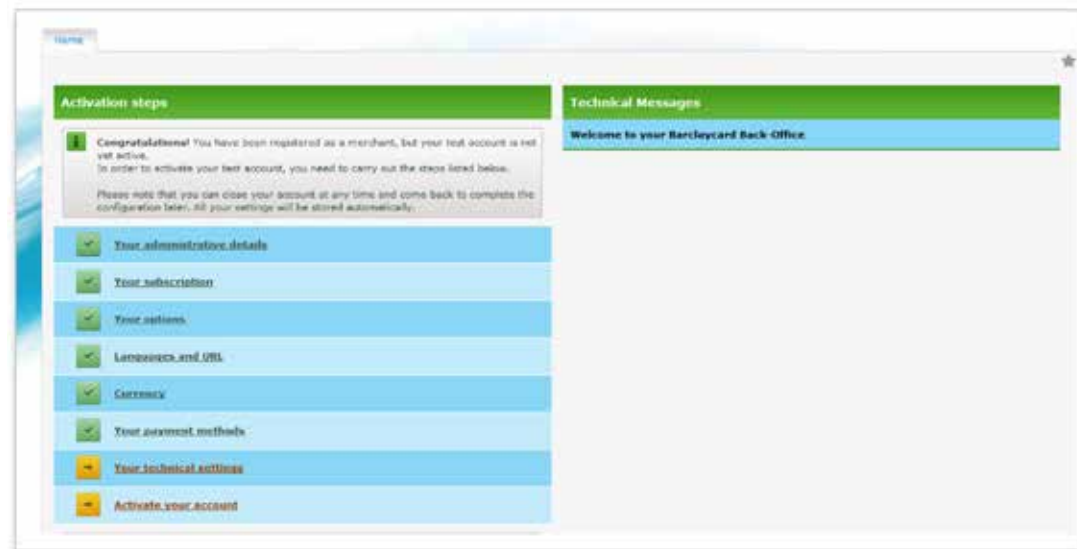 Home
Activation steps
Congratulations! You have been registered as a merchant, but your test account is not
yet active.
In order to activate your test account, you need to carry out the steps listed below.
Please note that you can close your account at any time and come back to complete the
configuration later. All your settings will be stored automatically.
Your administrative details
Your subscription
Your options
Languages and URL
Currency
Your payment methods
Your technical settings
Activate your account
Technical Messages
Welcome to your Barclaycard Back-Office